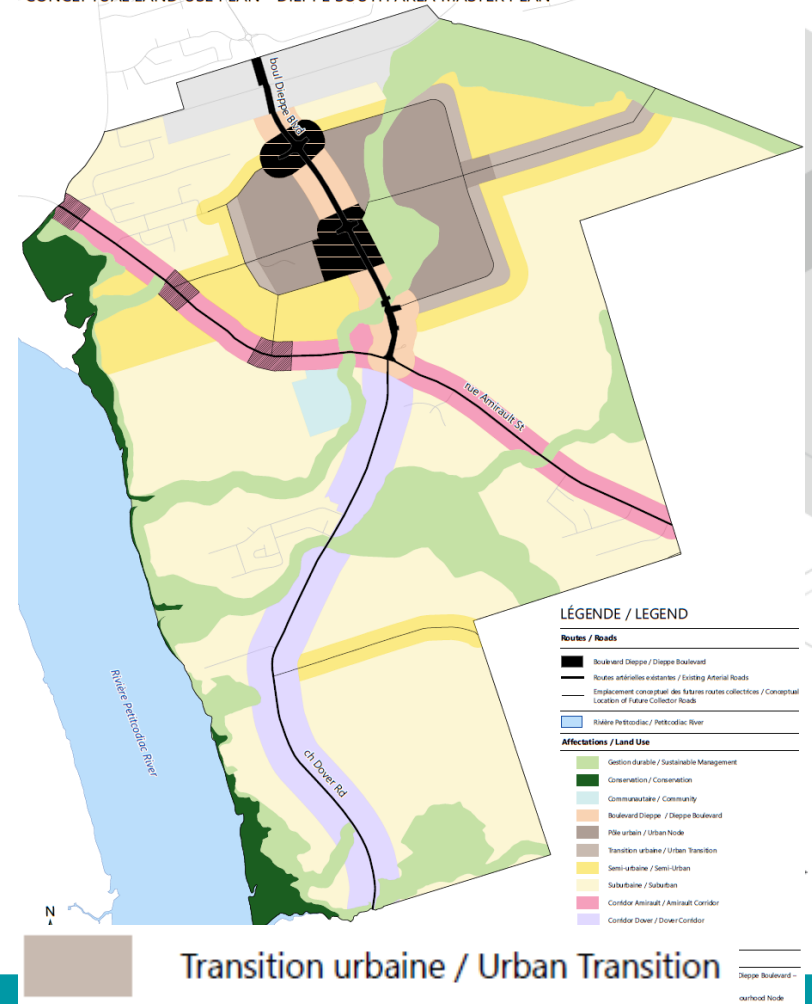 boul Dieppe Blvd
rue Amirault St
ch Dover Rd
Rivière Petitcodiac / Petitcodiac River
N
LÉGENDE / LEGEND
Routes / Roads
Boulevard Dieppe / Dieppe Boulevard
Routes artérielles existantes / Existing Arterial Roads
Emplacement conceptuel des futures routes collectrices / Conceptual
Location of Future Collector Roads
Rivière Petitcodiac / Petitcodiac River
Affectations / Land Use
Gestion durable / Sustainable Management
Conservation / Conservation
Communautaire / Community
Boulevard Dieppe / Dieppe Boulevard
Pôle urbain / Urban Node
Transition urbaine / Urban Transition
Semi-urbaine / Semi-Urban
Suburbaine / Suburban
Corridor Amirault / Amirault Corridor
Corridor Dover / Dover Corridor
Transition urbaine / Urban Transition
Dieppe Boulevard –
ourhood Node